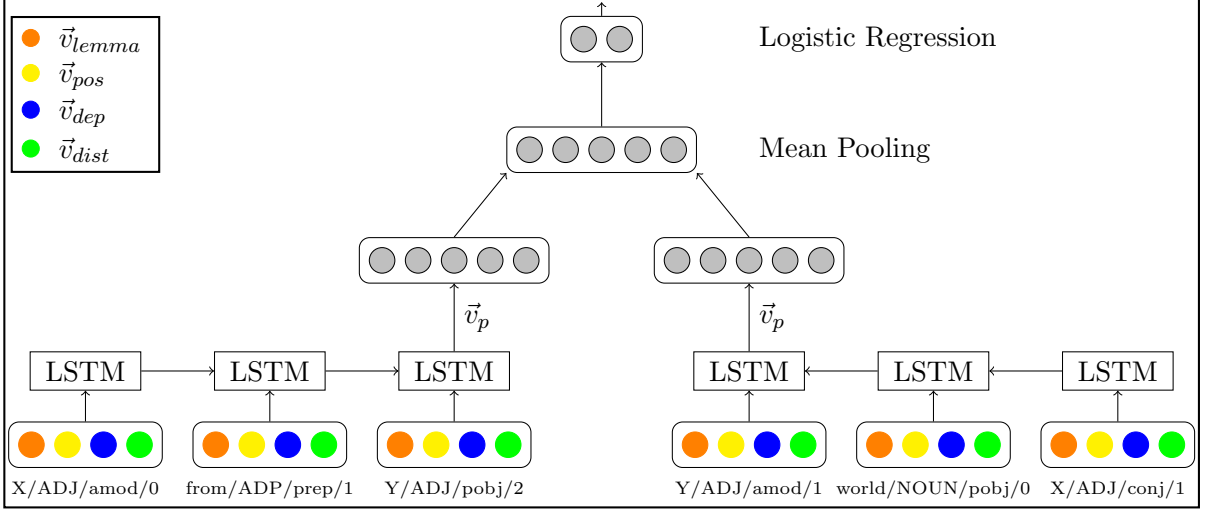 v⃗lemma
v⃗pos
v⃗dep
v⃗dist
Logistic Regression
Mean Pooling
v⃗p
v⃗p
LSTM LSTM LSTM LSTM LSTM LSTM
X/ADJ/amod/0 from/ADP/prep/1 Y/ADJ/pobj/2 Y/ADJ/amod/1 world/NOUN/pobj/0 X/ADJ/conj/1